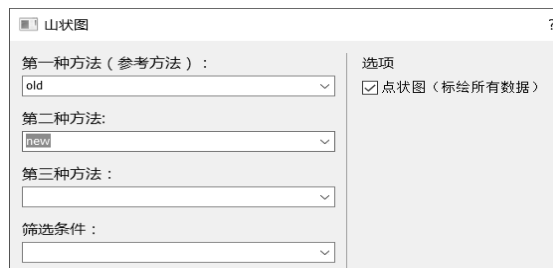 山状图
?
第一种方法（参考方法）：
old
第二种方法:
new
第三种方法：
筛选条件：
选项
点状图（标绘所有数据）